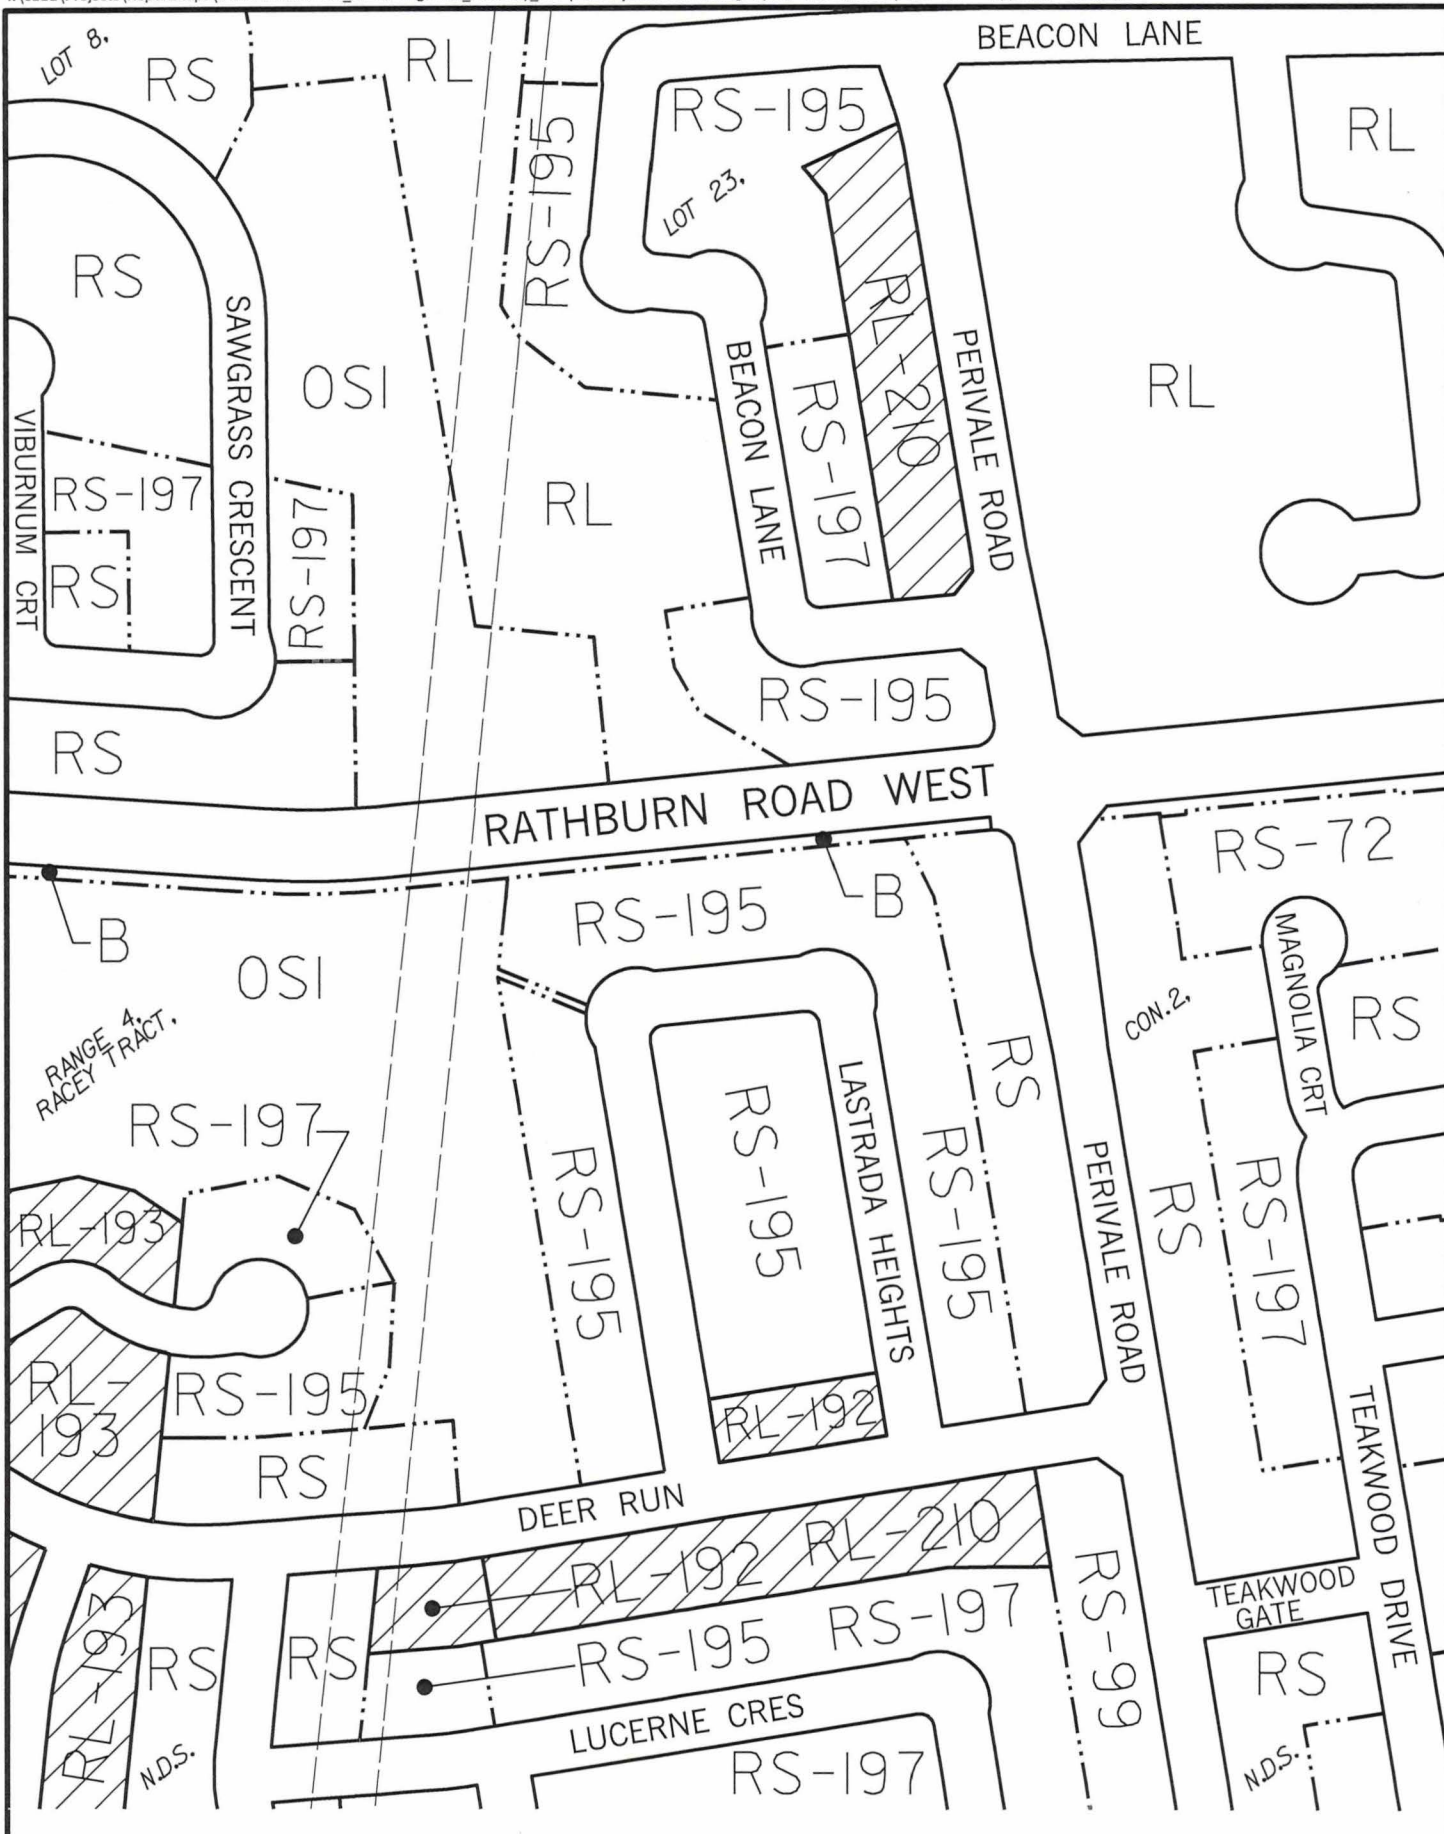 BEACON LANE
LOT 8,
RS
RL
RS-195
RS-195
RL
LOT 23,
RS
SAWGRASS CRESCENT
OS1
RL-210
PERIVALE ROAD
BEACON LANE
RS-197
RL
VIBURNUM CRT
RS-197
RS-197
RL
RS
RS-195
RS
RATHBURN ROAD WEST
RS-72
B
B
RS-195
MAGNOLIA CRT
OS1
CON.2,
RS
RANGE 4,
RACEY TRACT,
RS
RS-197
LASTRADA HEIGHTS
RS-195
RS-195
RS-195
PERIVALE ROAD
RS
RS-197
RL-193
RL-
193
RS-195
RL-192
TEAKWOOD DRIVE
RS
DEER RUN
RL-192
RL-210
RS-99
TEAKWOOD
GATE
RL-193
RS
RS
RS-195
RS-197
RS
LUCERNE CRES
N.D.S.
RS-197
N.D.S.